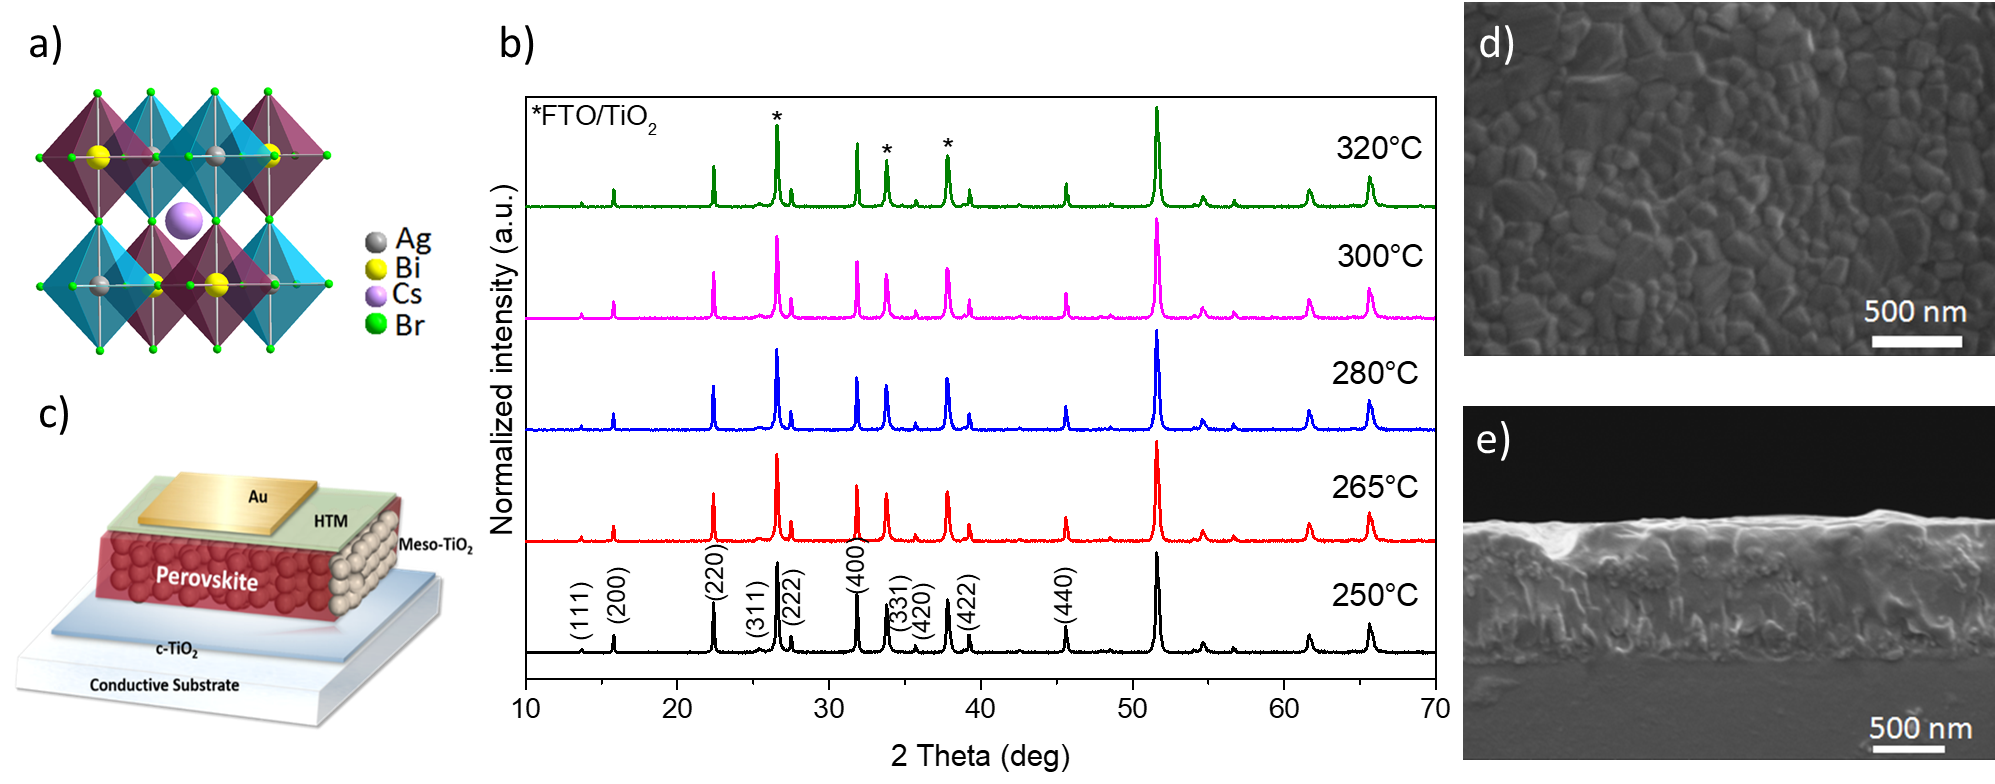 a)
Ag
Bi
Cs
Br
b)
*FTO/TiO2
*
*
*
320°C
300°C
280°C
265°C
250°C
(111)
(200)
(220)
(311)
(222)
(400)
(331)
(420)
(422)
(440)
Normalized intensity (a.u.)
10
20
30
40
50
60
70
2 Theta (deg)
c)
Au
HTM
Meso-TiO2
Perovskite
c-TiO2
Conductive Substrate
d)
500 nm
e)
500 nm